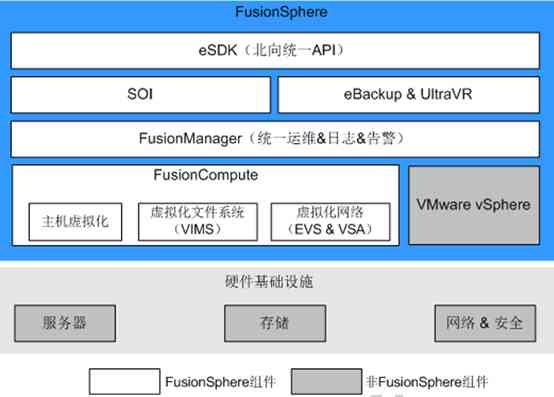 FusionSphere
eSDK（北向统一API）
SOI
eBackup & UltraVR
FusionManager（统一运维&日志&告警）
FusionCompute
主机虚拟化
虚拟化文件系统
（VIMS）
虚拟化网络
（EVS & VSA）
VMware vSphere
硬件基础设施
服务器
存储
网络 & 安全
FusionSphere组件
非FusionSphere组件